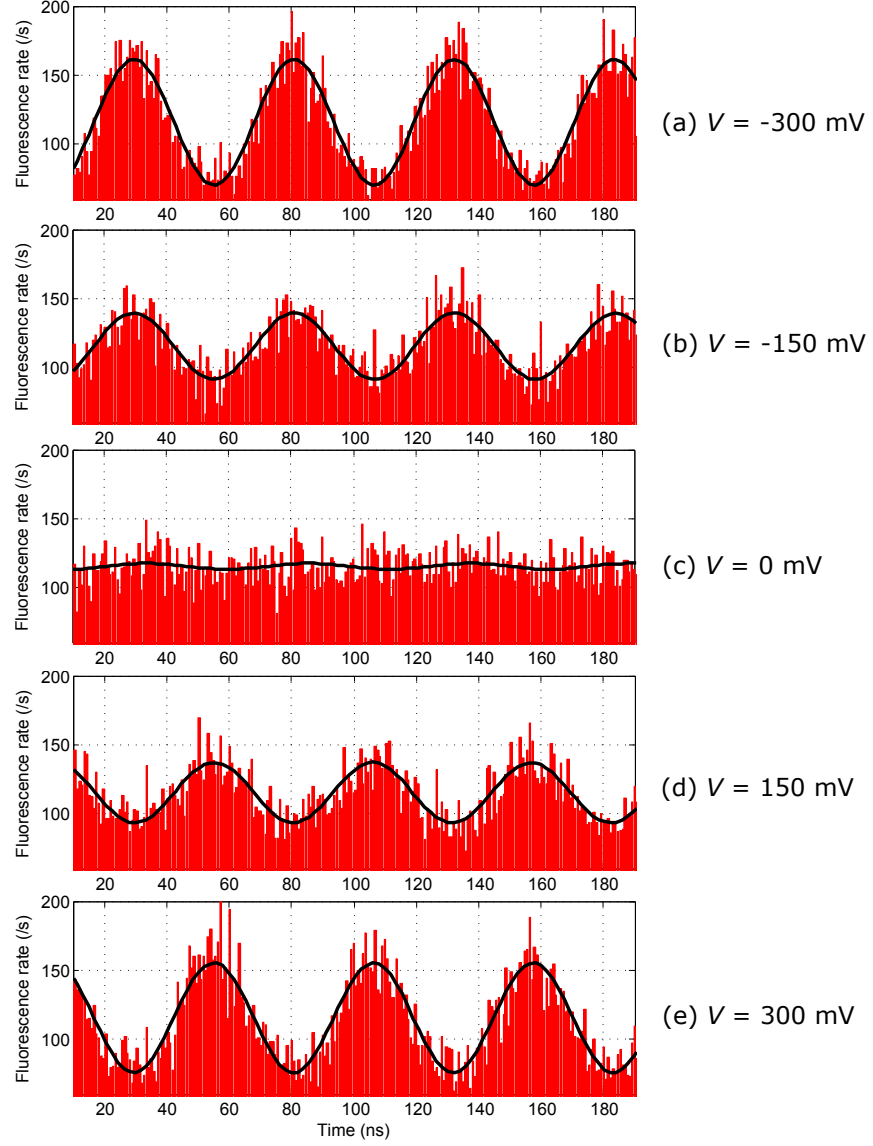 Fluorescence rate (/s)
200
150
100
20 40 60 80 100 120 140 160 180
(a) V = -300 mV
Fluorescence rate (/s)
200
150
100
20 40 60 80 100 120 140 160 180
(b) V = -150 mV
Fluorescence rate (/s)
200
150
100
20 40 60 80 100 120 140 160 180
(c) V = 0 mV
Fluorescence rate (/s)
200
150
100
20 40 60 80 100 120 140 160 180
(d) V = 150 mV
Fluorescence rate (/s)
200
150
100
20 40 60 80 100 120 140 160 180
Time (ns)
(e) V = 300 mV